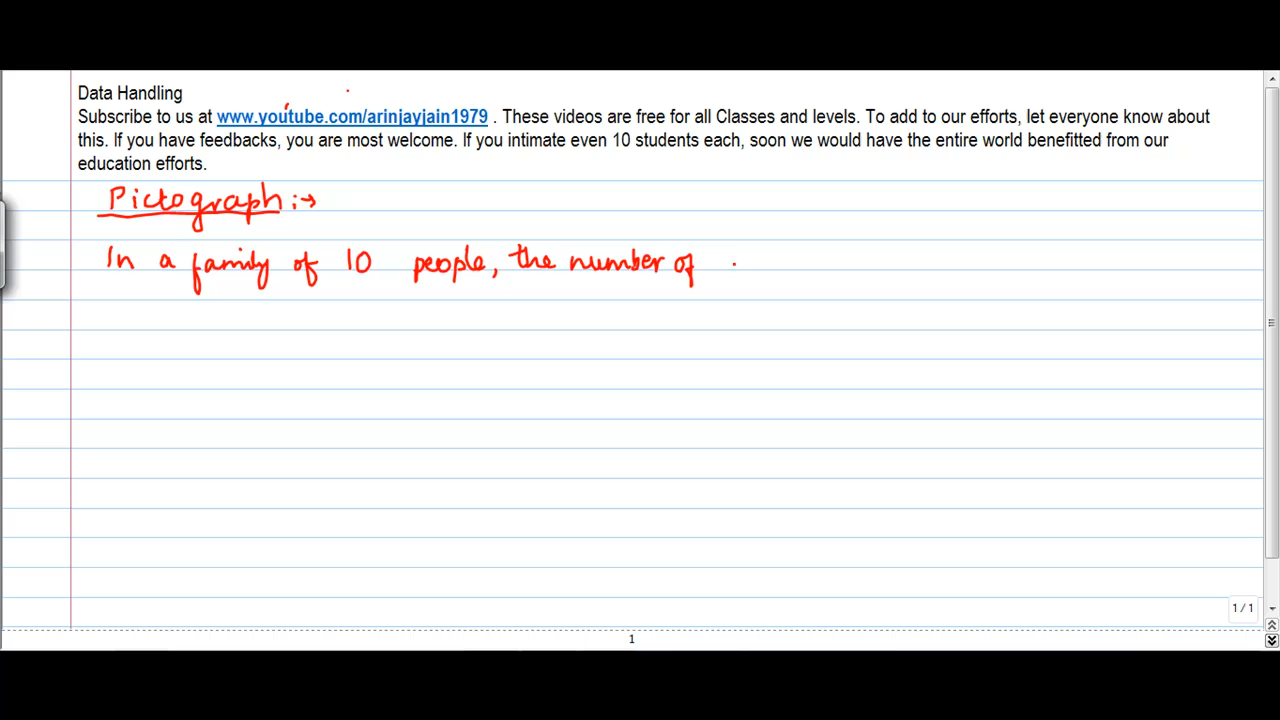 Data Handling
Subscribe to us at www.youtube.com/arinjayjain1979 . These videos are free for all Classes and levels. To add to our efforts, let everyone know about
this. If you have feedbacks, you are most welcome. If you intimate even 10 students each, soon we would have the entire world benefitted from our
education efforts.
Pictograph :→
In a family of 10 people, the number of
1 / 1
1